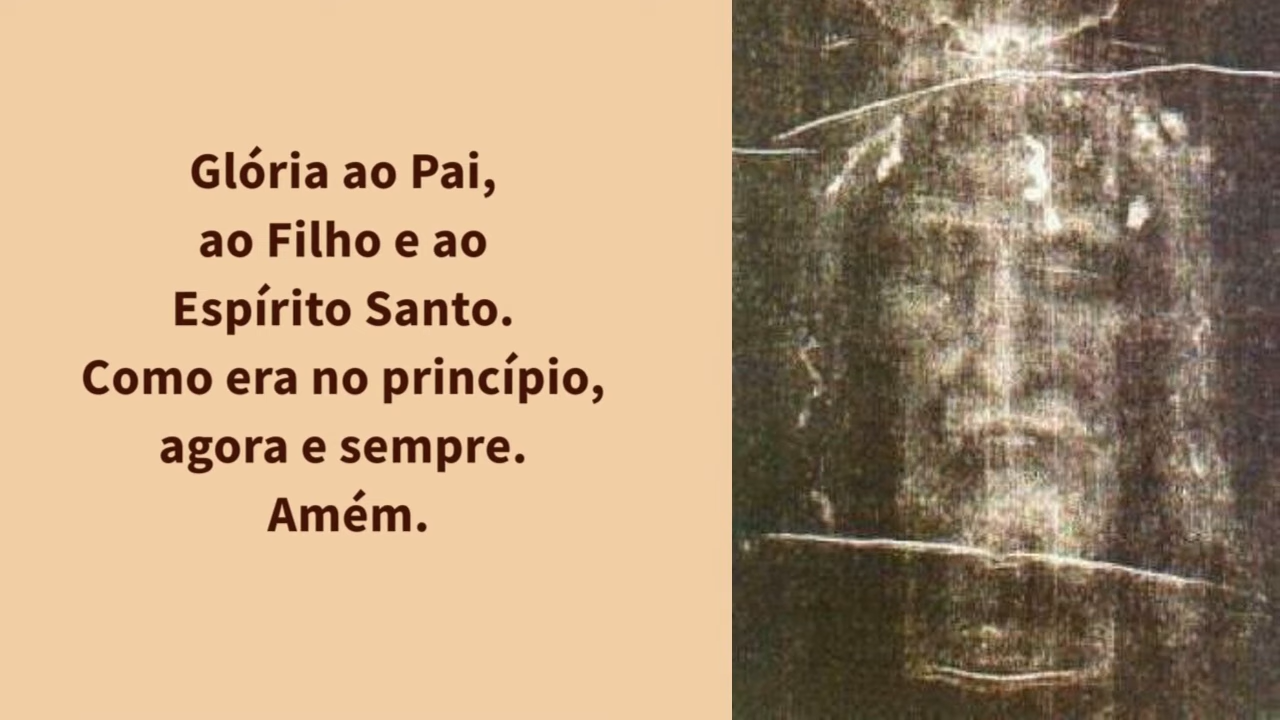 Glória ao Pai,
ao Filho e ao
Espírito Santo.
Como era no princípio,
agora e sempre.
Amém.